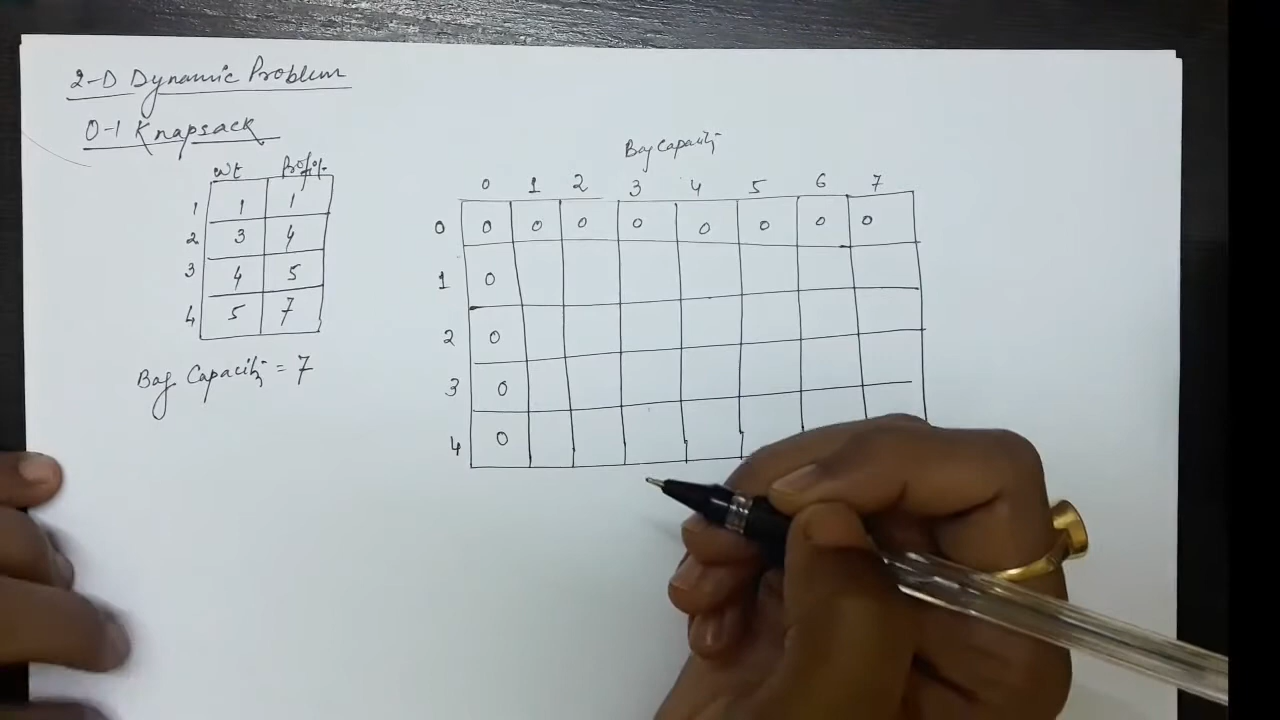 2-D Dynamic Problem
0-1 Knapsack
Wt Profit
1 1 1
2 3 4
3 4 5
4 5 7
Bag Capacity = 7
Bag Capacity
0 1 2 3 4 5 6 7
0 0 0 0 0 0 0 0 0
1 0
2 0
3 0
4 0